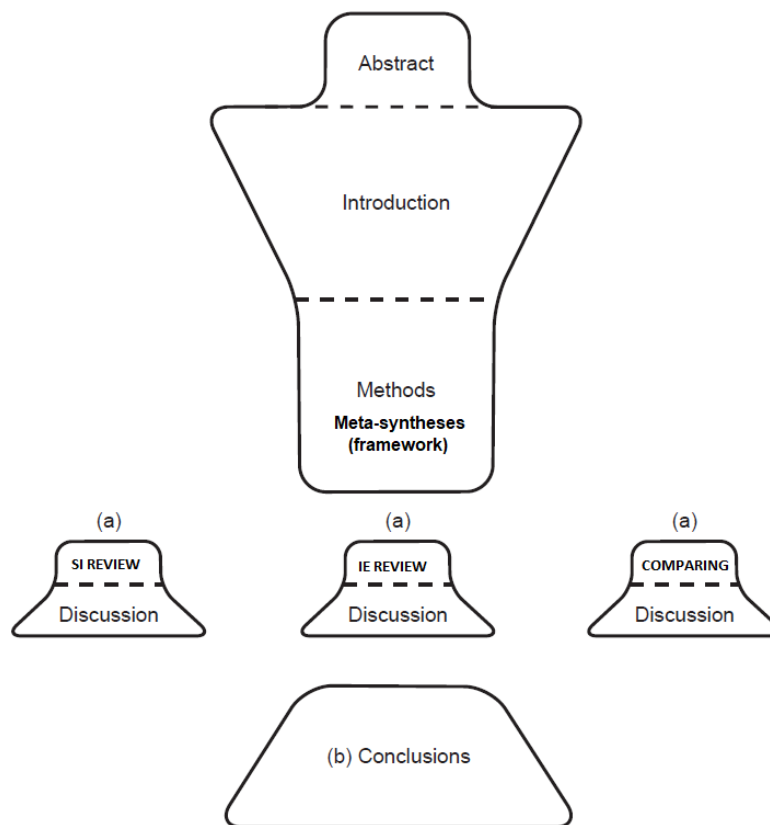 Abstract
Introduction
Methods
Meta-syntheses
(framework)
(a)
(a)
(a)
SI REVIEW
IE REVIEW
COMPARING
Discussion
Discussion
Discussion
(b) Conclusions